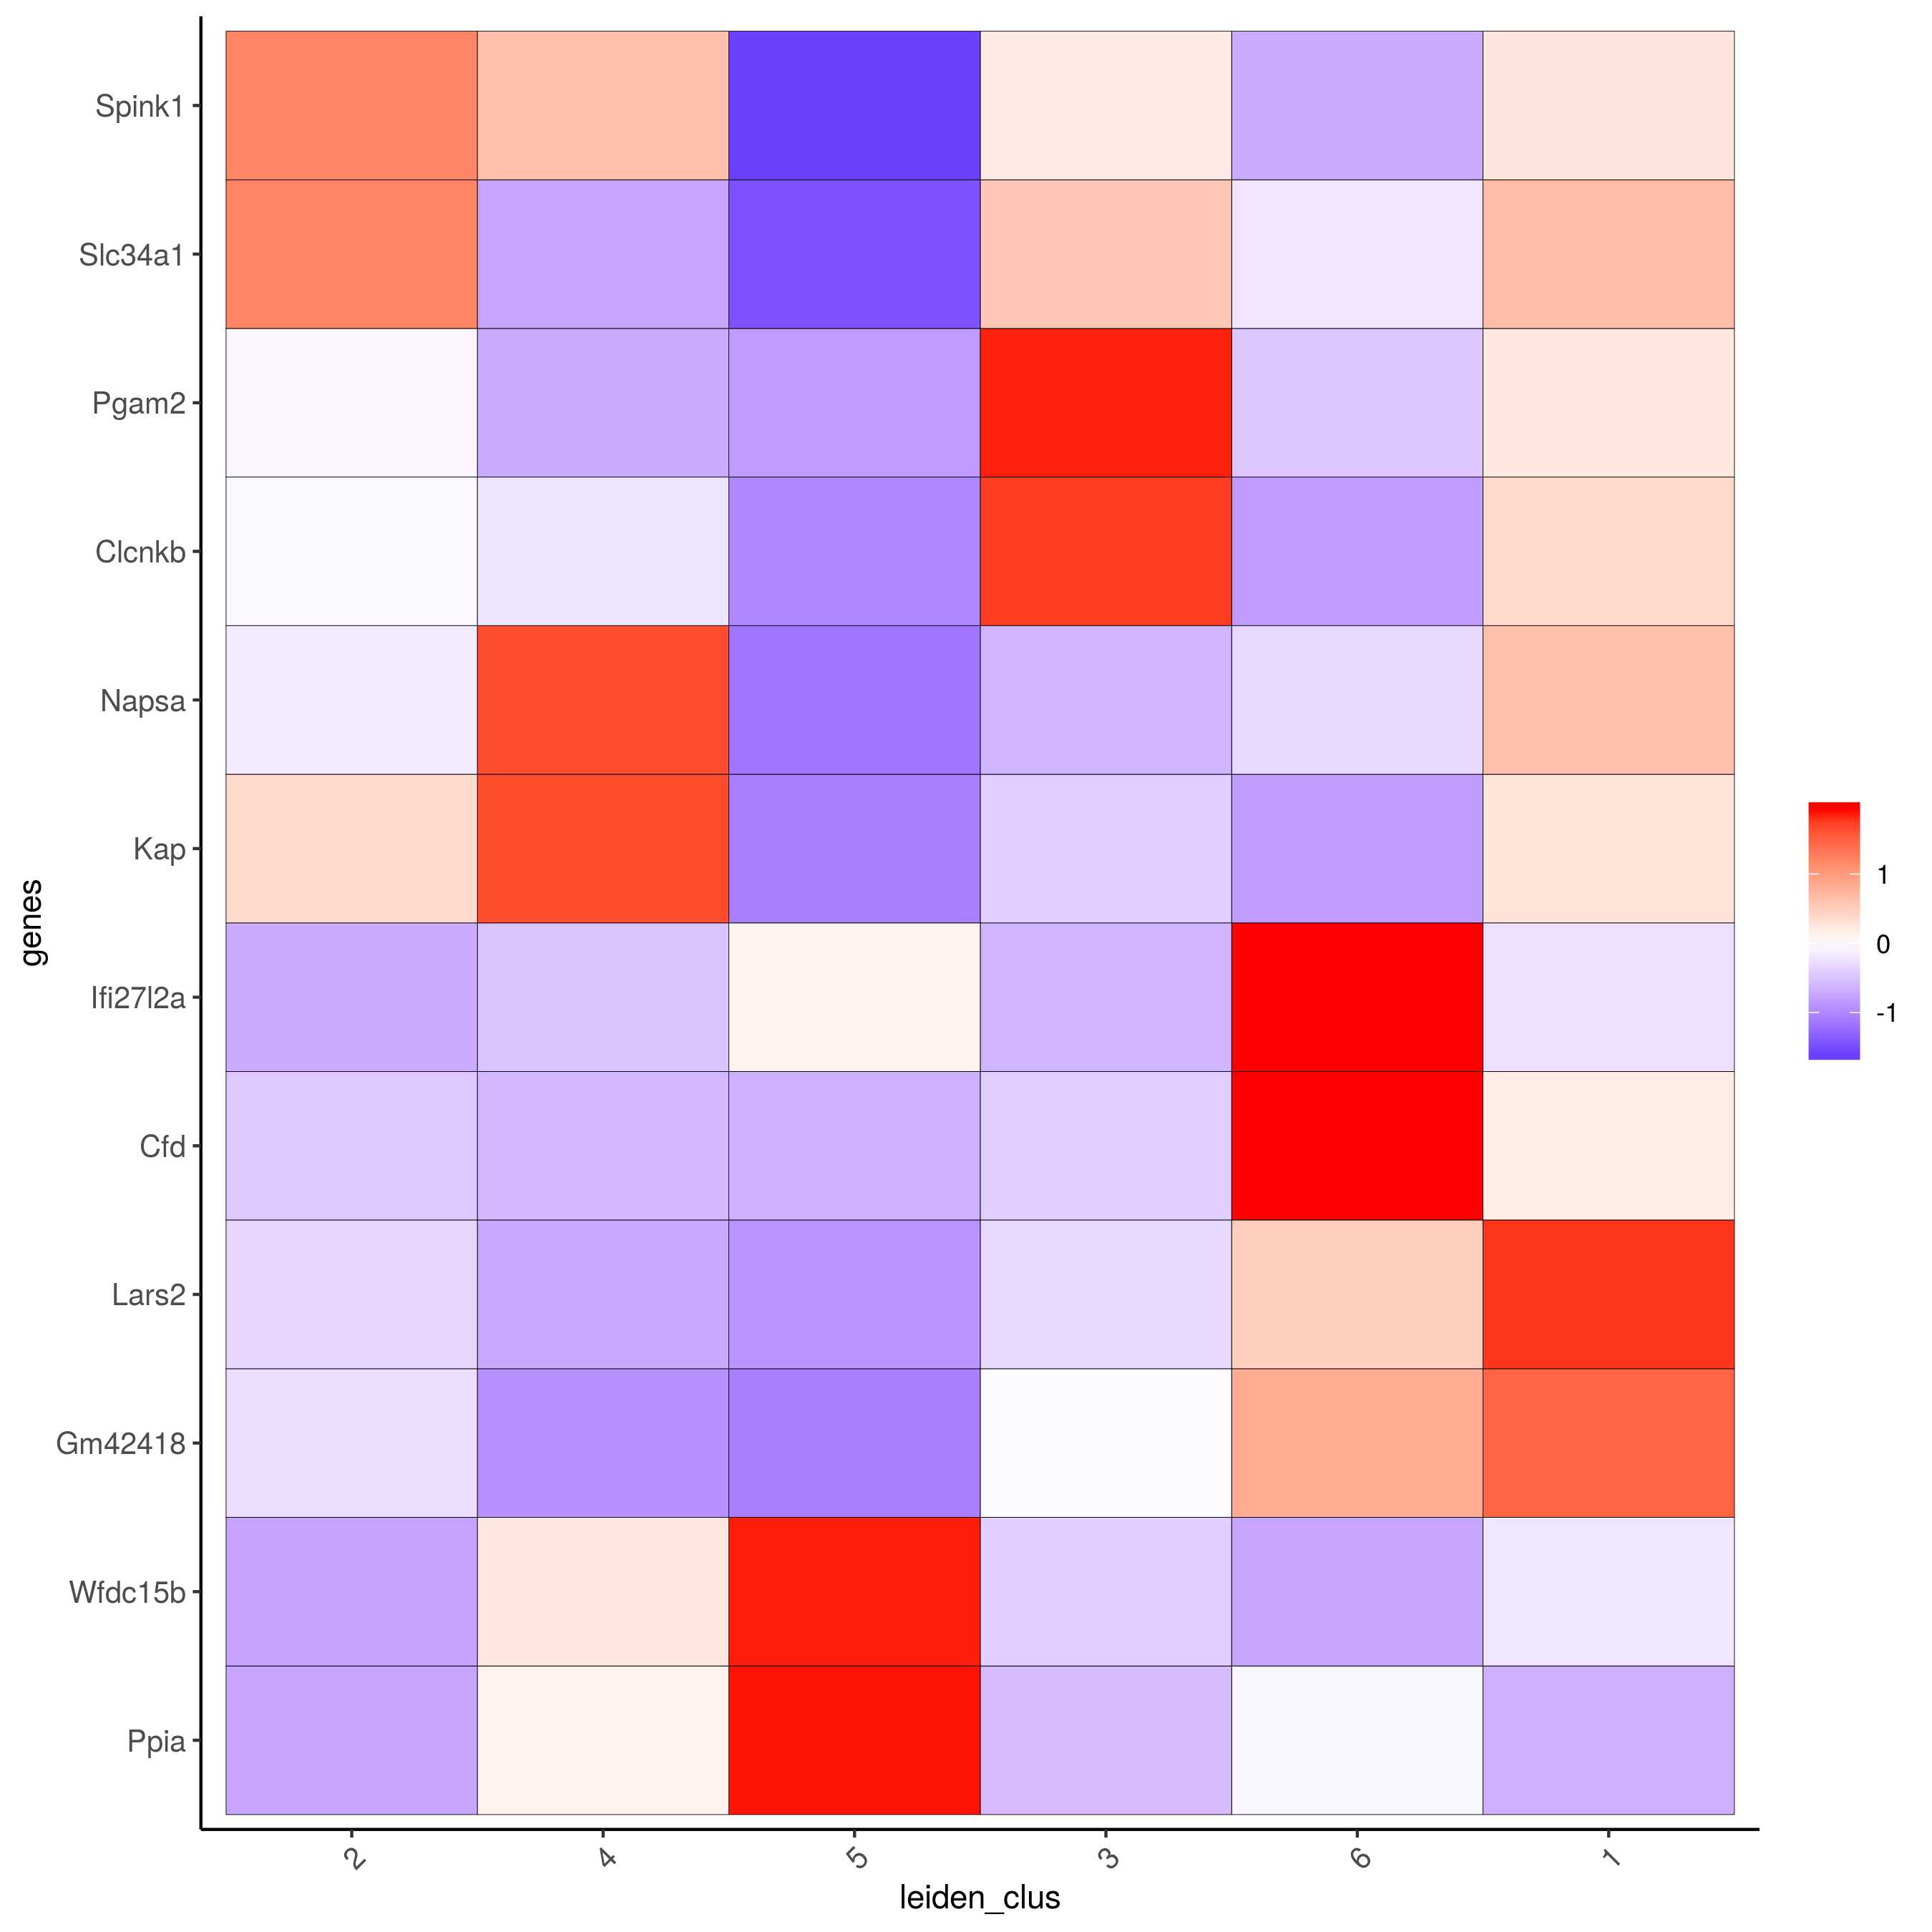 Spink1
Slc34a1
Pgam2
Clcnkb
Napsa
Kap
Ifi27l2a
Cfd
Lars2
Gm42418
Wfdc15b
Ppia
genes
2 4 5 3 6 1
leiden_clus
1
0
-1